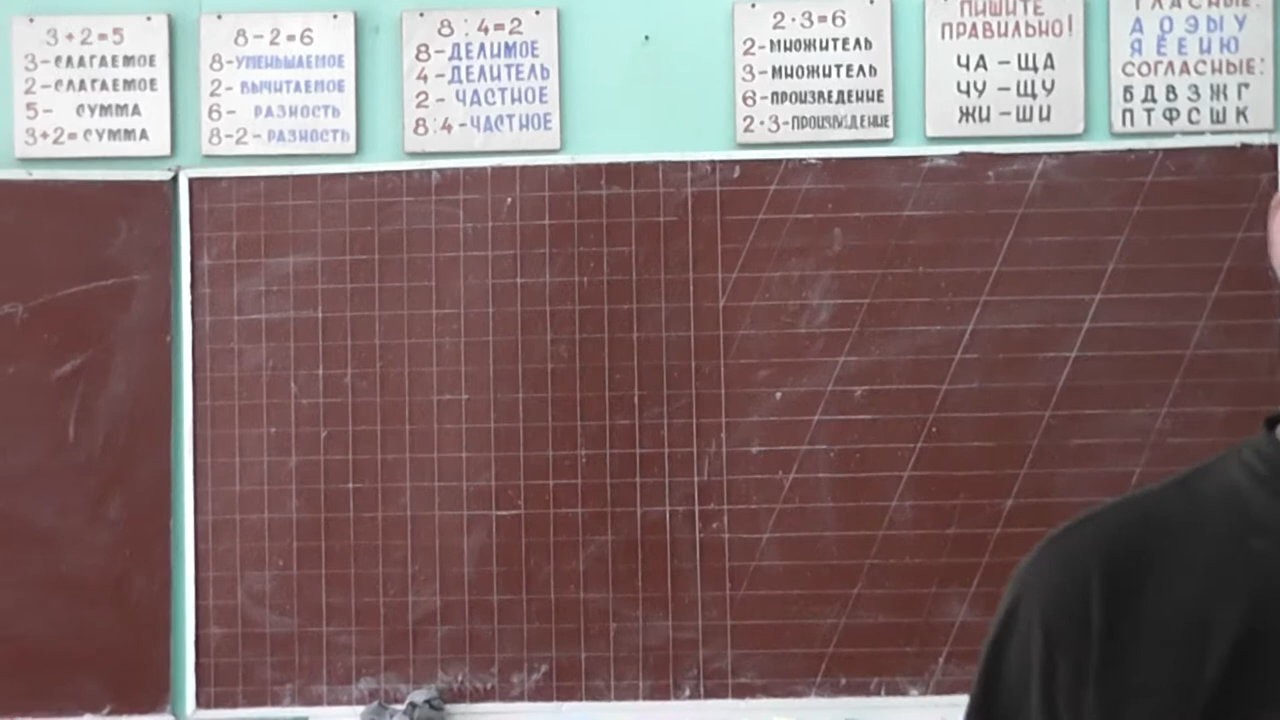 3+2=5
3-СЛАГАЕМОЕ
2-СЛАГАЕМОЕ
5- СУММА
3+2= СУММА
8-2=6
8-УМЕНЬШАЕМОЕ
2- ВЫЧИТАЕМОЕ
6- РАЗНОСТЬ
8-2-РАЗНОСТЬ
8:4=2
8-ДЕЛИМОЕ
4-ДЕЛИТЕЛЬ
2- ЧАСТНОЕ
8:4-ЧАСТНОЕ
2·3=6
2-МНОЖИТЕЛЬ
3-МНОЖИТЕЛЬ
6-ПРОИЗВЕДЕНИЕ
2·3-ПРОИЗВЕДЕНИЕ
ПИШИТЕ
ПРАВИЛЬНО!
ЧА-ЩА
ЧУ-ЩУ
ЖИ-ШИ
ГЛАСНЫЕ:
А О Э Ы У
Я Ё Е И Ю
СОГЛАСНЫЕ:
Б Д В З Ж Г
П Т Ф С Ш К